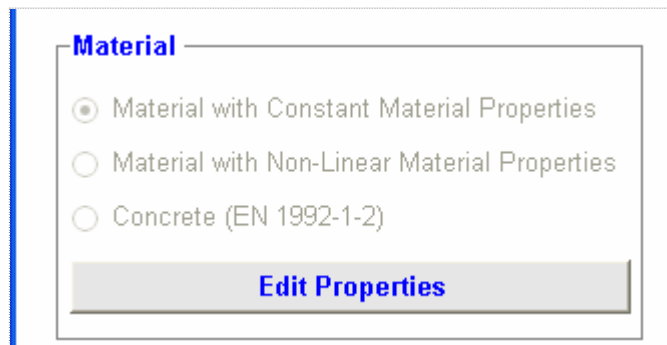 Material
Material with Constant Material Properties
Material with Non-Linear Material Properties
Concrete (EN 1992-1-2)
Edit Properties